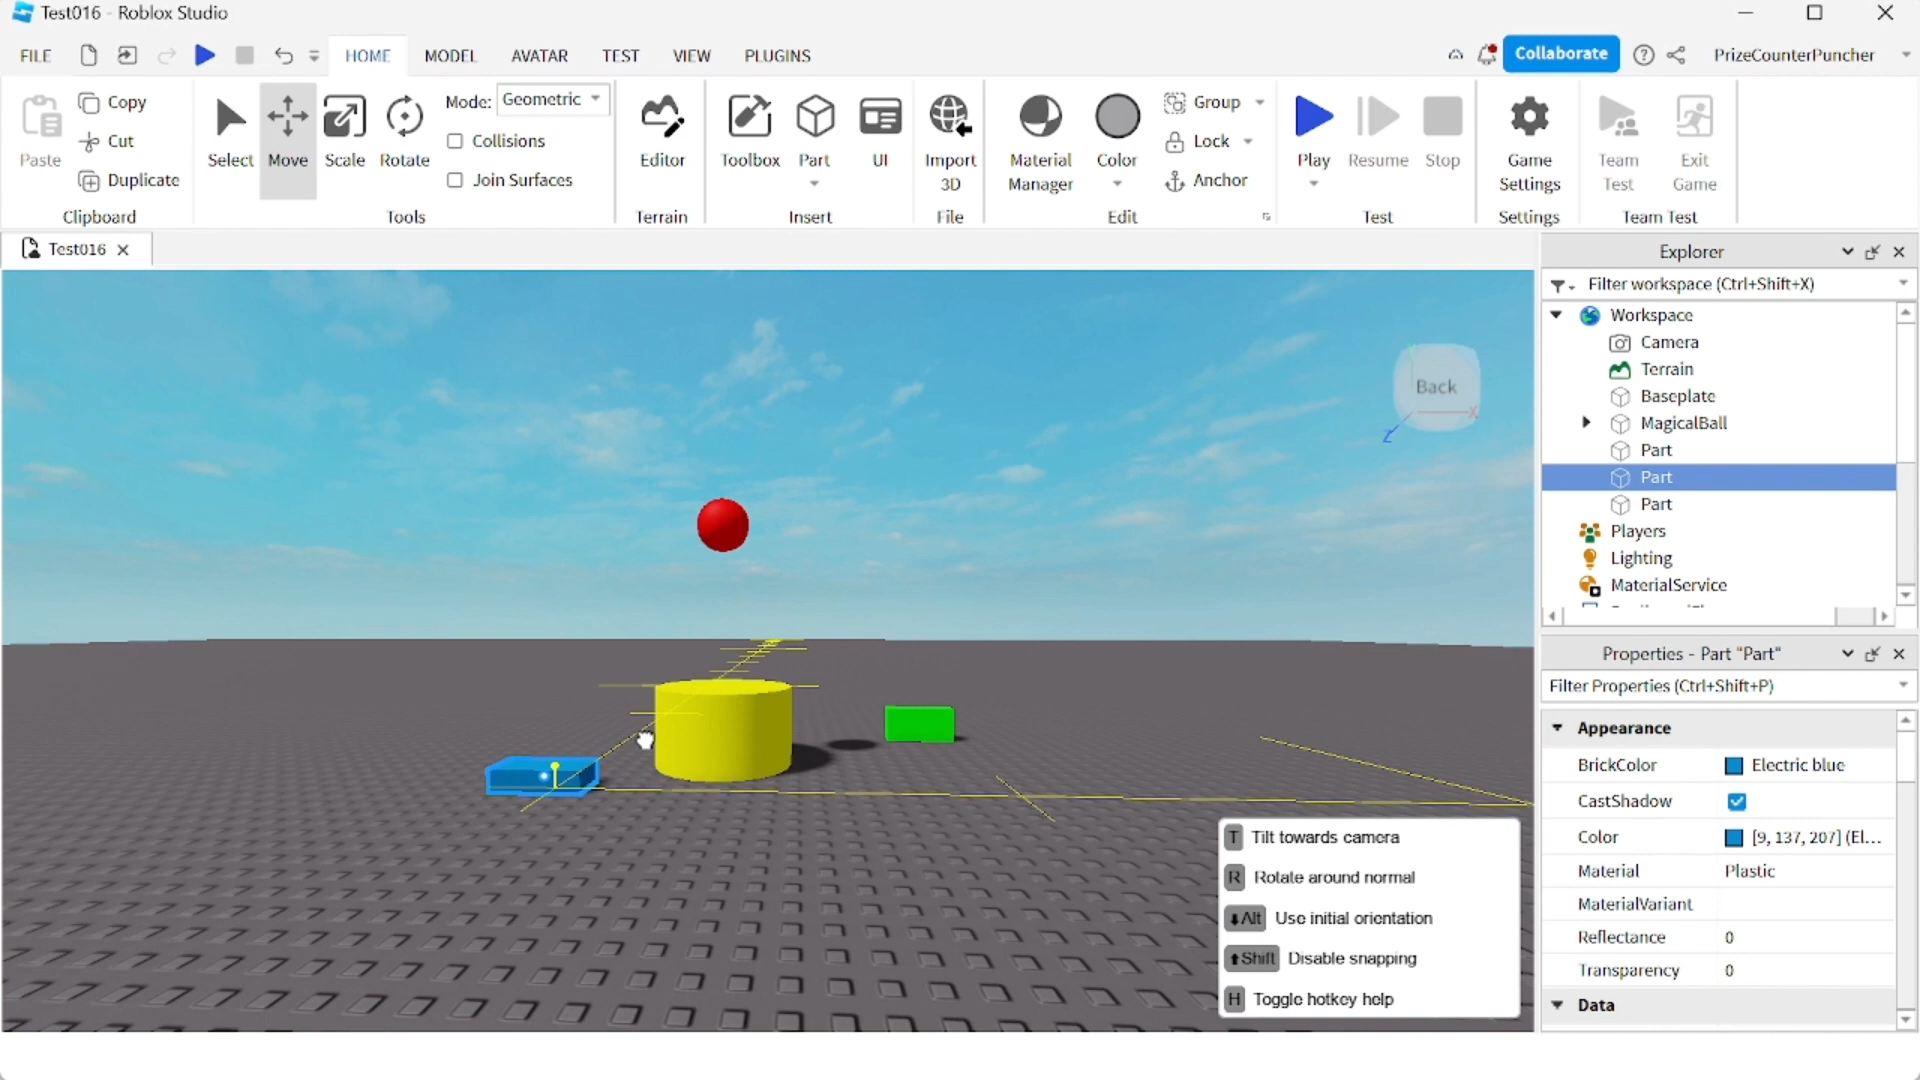 Test016 - Roblox Studio
FILE HOME MODEL AVATAR TEST VIEW PLUGINS Collaborate PrizeCounterPuncher
Paste Copy Cut Duplicate
Clipboard
Select Move Scale Rotate
Mode: Geometric
Collisions
Join Surfaces
Tools
Editor
Terrain
Toolbox Part UI
Insert
Import 3D
File
Material Manager Color
Group
Lock
Anchor
Edit
Play Resume Stop
Test
Game Settings
Settings
Team Test Exit Game
Team Test
Test016
Back
X
Z
T Tilt towards camera
R Rotate around normal
Alt Use initial orientation
Shift Disable snapping
H Toggle hotkey help
Explorer
Filter workspace (Ctrl+Shift+X)
Workspace
Camera
Terrain
Baseplate
MagicalBall
Part
Part
Part
Players
Lighting
MaterialService
Properties - Part "Part"
Filter Properties (Ctrl+Shift+P)
Appearance
BrickColor Electric blue
CastShadow
Color [9, 137, 207] (El...
Material Plastic
MaterialVariant
Reflectance 0
Transparency 0
Data